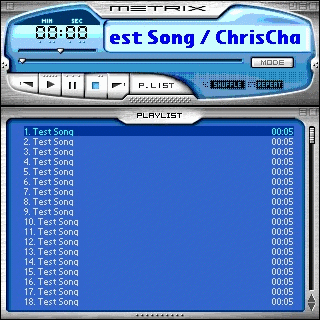 METRIX
MIN SEC
00:00
est Song / ChrisCha
MODE
P.LIST
SHUFFLE
REPEAT
PLAYLIST
1. Test Song 00:05
2. Test Song 00:05
3. Test Song 00:05
4. Test Song 00:05
5. Test Song 00:05
6. Test Song 00:05
7. Test Song 00:05
8. Test Song 00:05
9. Test Song 00:05
10. Test Song 00:05
11. Test Song 00:05
12. Test Song 00:05
13. Test Song 00:05
14. Test Song 00:05
15. Test Song 00:05
16. Test Song 00:05
17. Test Song 00:05
18. Test Song 00:05